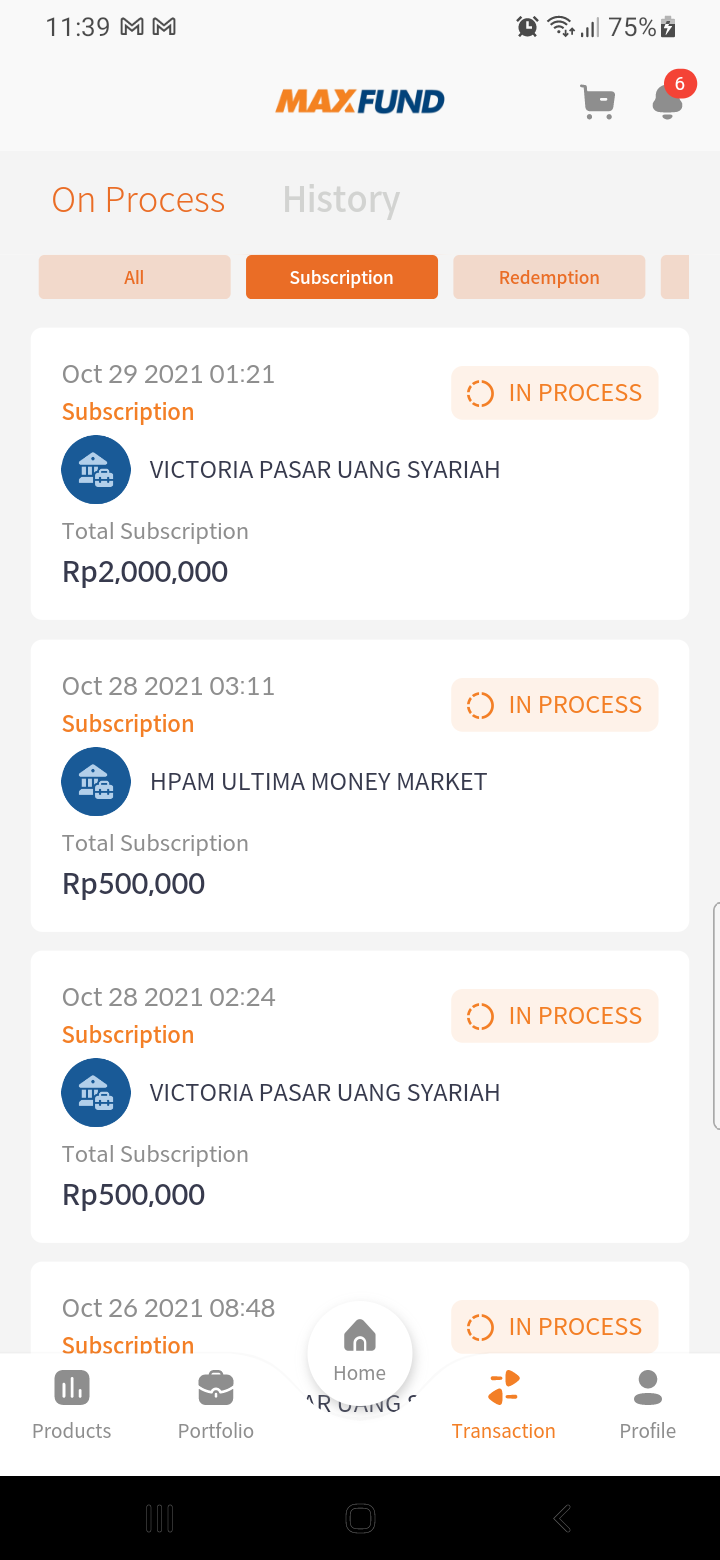 11:39
75%
MAXFUND
6
On Process
History
All
Subscription
Redemption
Oct 29 2021 01:21
Subscription
IN PROCESS
VICTORIA PASAR UANG SYARIAH
Total Subscription
Rp2,000,000
Oct 28 2021 03:11
Subscription
IN PROCESS
HPAM ULTIMA MONEY MARKET
Total Subscription
Rp500,000
Oct 28 2021 02:24
Subscription
IN PROCESS
VICTORIA PASAR UANG SYARIAH
Total Subscription
Rp500,000
Oct 26 2021 08:48
Subscription
IN PROCESS
UANG
Home
Products
Portfolio
Transaction
Profile